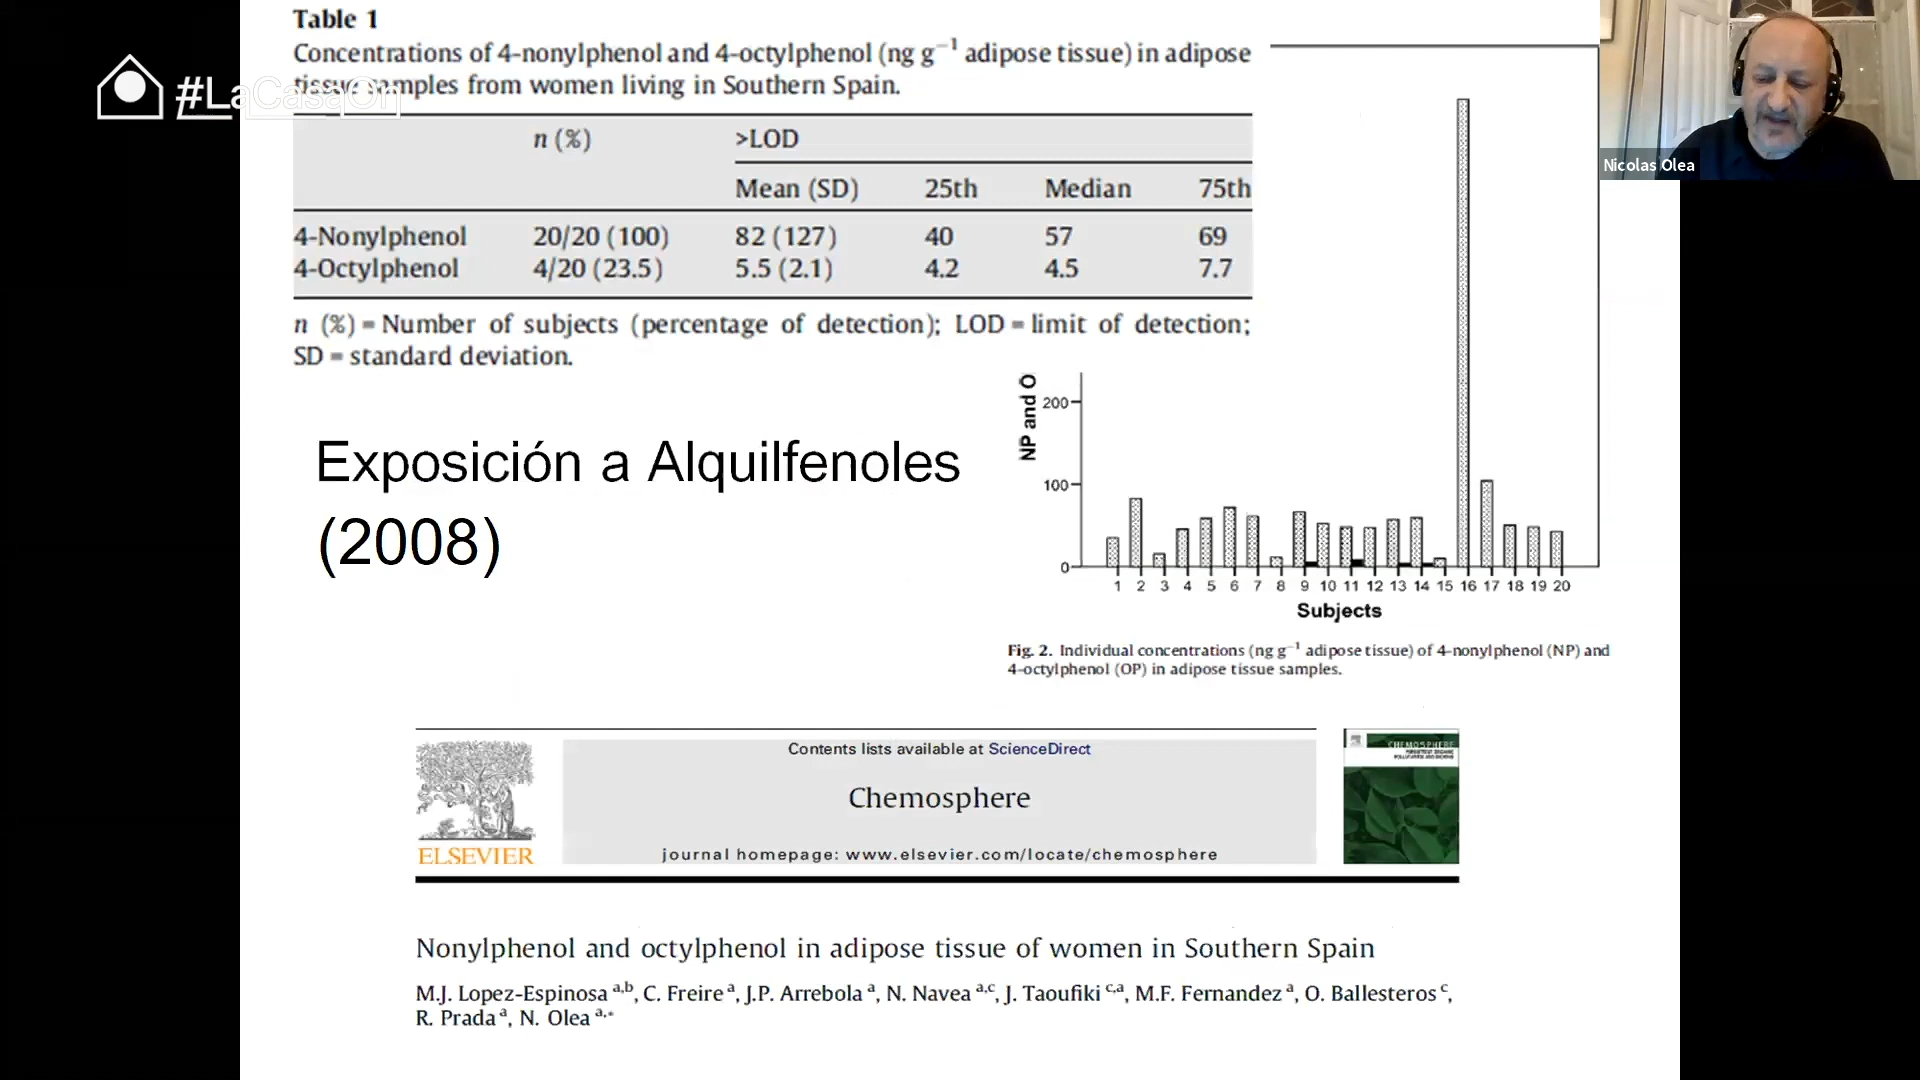 Table 1
Concentrations of 4-nonylphenol and 4-octylphenol (ng g−1 adipose tissue) in adipose
tissue samples from women living in Southern Spain.
#LaCasaOn
n (%) >LOD
Mean (SD) 25th Median 75th
4-Nonylphenol 20/20 (100) 82 (127) 40 57 69
4-Octylphenol 4/20 (23.5) 5.5 (2.1) 4.2 4.5 7.7
n (%) = Number of subjects (percentage of detection); LOD = limit of detection;
SD = standard deviation.
Nicolas Olea
Exposición a Alquilfenoles
(2008)
NP and O
200
100
0
1 2 3 4 5 6 7 8 9 10 11 12 13 14 15 16 17 18 19 20
Subjects
Fig. 2. Individual concentrations (ng g−1 adipose tissue) of 4-nonylphenol (NP) and
4-octylphenol (OP) in adipose tissue samples.
Contents lists available at ScienceDirect
Chemosphere
journal homepage: www.elsevier.com/locate/chemosphere
ELSEVIER
CHEMOSPHERE
Nonylphenol and octylphenol in adipose tissue of women in Southern Spain
M.J. Lopez-Espinosa a,b, C. Freire a, J.P. Arrebola a, N. Navea a,c, J. Taoufiki c,a, M.F. Fernandez a, O. Ballesteros c,
R. Prada a, N. Olea a,*